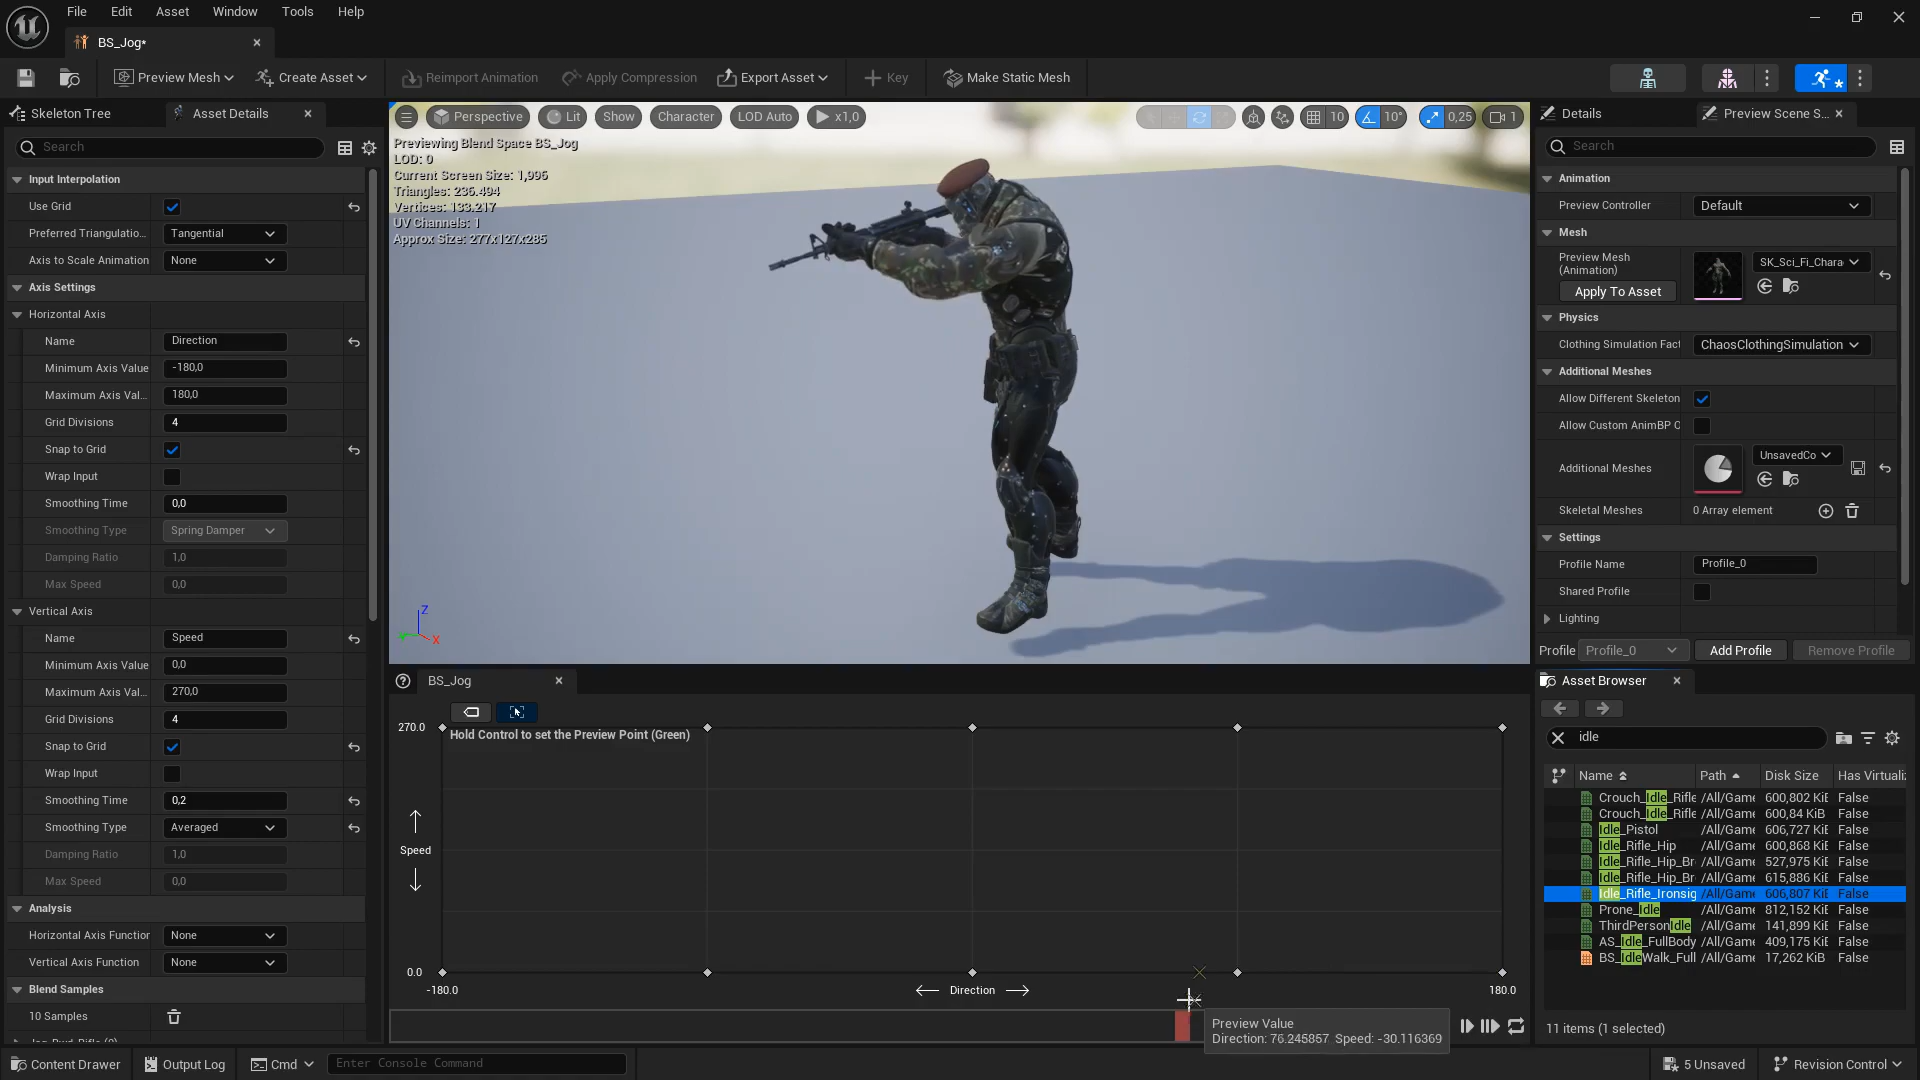 File Edit Asset Window Tools Help
BS_Jog*
Preview Mesh Create Asset Reimport Animation Apply Compression Export Asset Key Make Static Mesh
Skeleton Tree Asset Details
Search
Input Interpolation
Use Grid
Preferred Triangulatio... Tangential
Axis to Scale Animation None
Axis Settings
Horizontal Axis
Name Direction
Minimum Axis Value -180,0
Maximum Axis Val... 180,0
Grid Divisions 4
Snap to Grid
Wrap Input
Smoothing Time 0,0
Smoothing Type Spring Damper
Damping Ratio 1,0
Max Speed 0,0
Vertical Axis
Name Speed
Minimum Axis Value 0,0
Maximum Axis Val... 270,0
Grid Divisions 4
Snap to Grid
Wrap Input
Smoothing Time 0,2
Smoothing Type Averaged
Damping Ratio 1,0
Max Speed 0,0
Analysis
Horizontal Axis Function None
Vertical Axis Function None
Blend Samples
10 Samples
Perspective Lit Show Character LOD Auto x1,0 10 10° 0,25 1
Previewing Blend Space BS_Jog
LOD: 0
Current Screen Size: 1,996
Triangles: 236.494
Vertices: 133.217
UV Channels: 1
Approx Size: 277x127x285
Z
X
BS_Jog
270.0
Hold Control to set the Preview Point (Green)
Speed
0.0
-180.0 Direction 180.0
Preview Value
Direction: 76.245857 Speed: -30.116369
Details Preview Scene S...
Search
Animation
Preview Controller Default
Mesh
Preview Mesh
(Animation)
SK_Sci_Fi_Chara
Apply To Asset
Physics
Clothing Simulation Fact ChaosClothingSimulation
Additional Meshes
Allow Different Skeleton
Allow Custom AnimBP O
Additional Meshes UnsavedCo
Skeletal Meshes 0 Array element
Settings
Profile Name Profile_0
Shared Profile
Lighting
Profile Profile_0 Add Profile Remove Profile
Asset Browser
idle
Name Path Disk Size Has Virtualiz
Crouch_Idle_Rifle /All/Game 600,802 KiB False
Crouch_Idle_Rifle /All/Game 600,84 KiB False
Idle_Pistol /All/Game 606,727 KiB False
Idle_Rifle_Hip /All/Game 600,868 KiB False
Idle_Rifle_Hip_Br /All/Game 527,975 KiB False
Idle_Rifle_Hip_Br /All/Game 615,886 KiB False
Idle_Rifle_Ironsig /All/Game 606,807 KiB False
Prone_Idle /All/Game 812,152 KiB False
ThirdPersonIdle /All/Game 141,899 KiB False
AS_Idle_FullBody /All/Game 409,175 KiB False
BS_IdleWalk_Full /All/Game 17,262 KiB False
11 items (1 selected)
Content Drawer Output Log Cmd Enter Console Command 5 Unsaved Revision Control